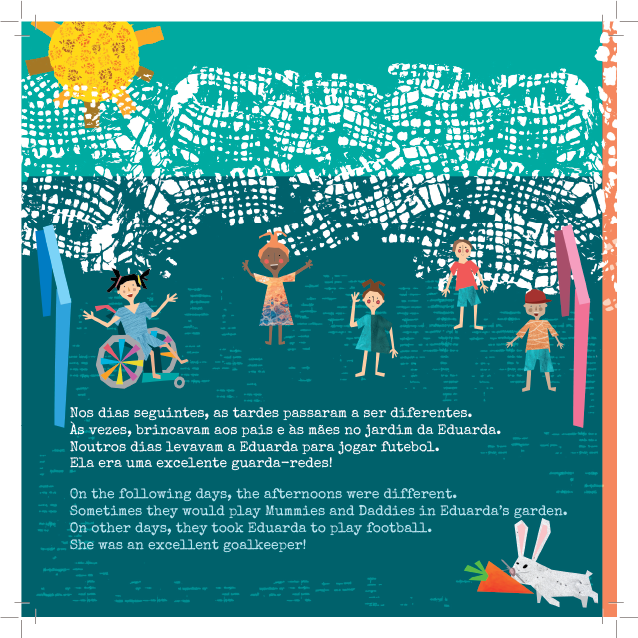 Nos dias seguintes, as tardes passaram a ser diferentes.
Às vezes, brincavam aos pais e às mães no jardim da Eduarda.
Noutros dias levavam a Eduarda para jogar futebol.
Ela era uma excelente guarda-redes!
On the following days, the afternoons were different.
Sometimes they would play Mummies and Daddies in Eduarda's garden.
On other days, they took Eduarda to play football.
She was an excellent goalkeeper!